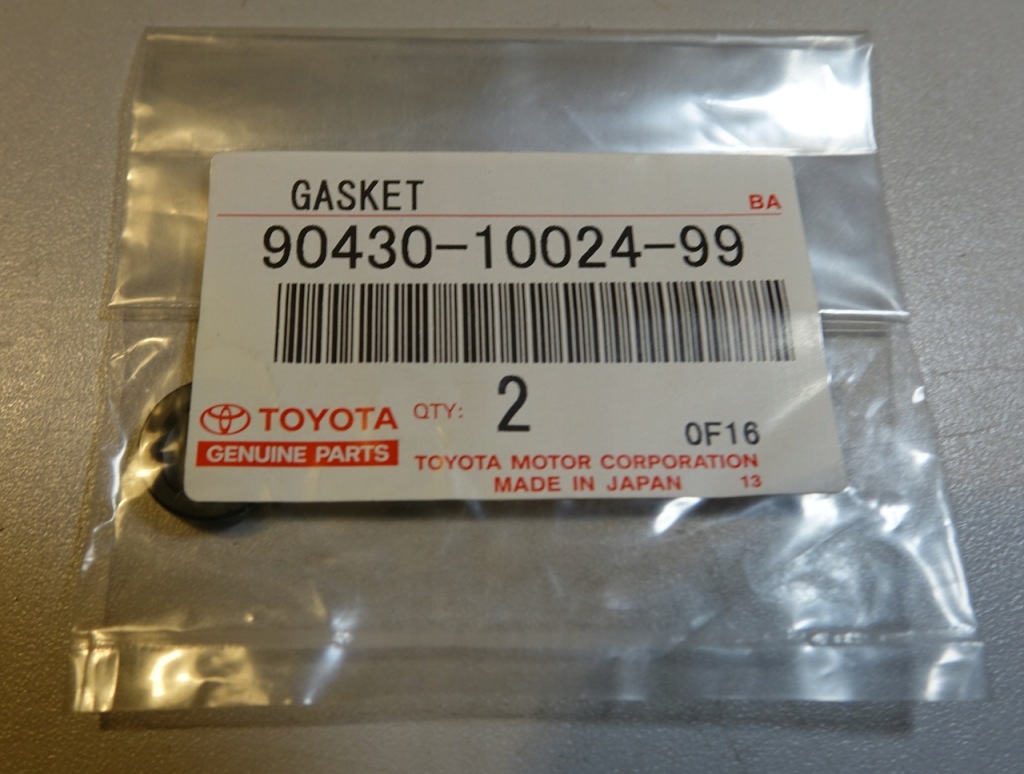 GASKET BA
90430-10024-99
TOYOTA QTY: 2
0F16
GENUINE PARTS
TOYOTA MOTOR CORPORATION
MADE IN JAPAN 13